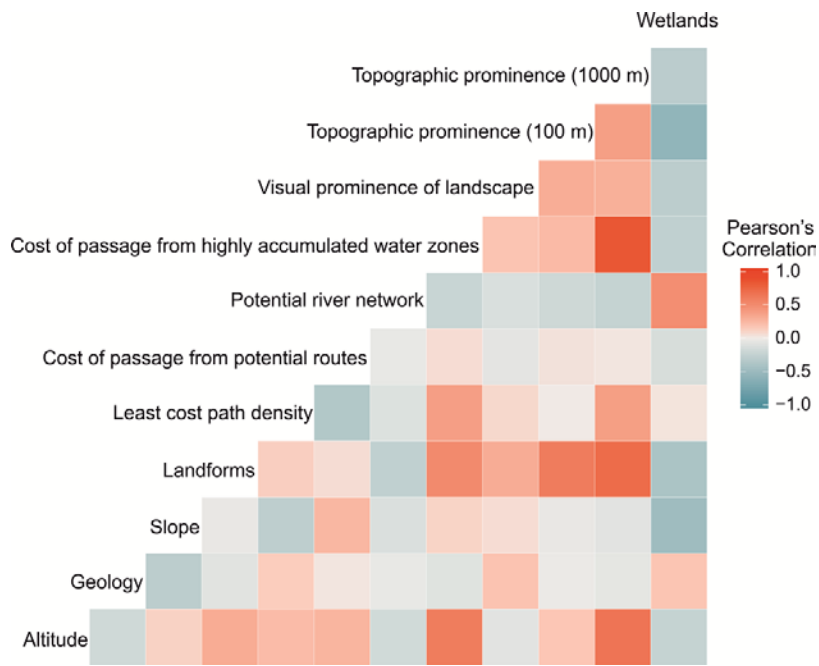 Wetlands
Topographic prominence (1000 m)
Topographic prominence (100 m)
Visual prominence of landscape
Cost of passage from highly accumulated water zones
Pearson's
Correlation
1.0
0.5
0.0
−0.5
−1.0
Potential river network
Cost of passage from potential routes
Least cost path density
Landforms
Slope
Geology
Altitude